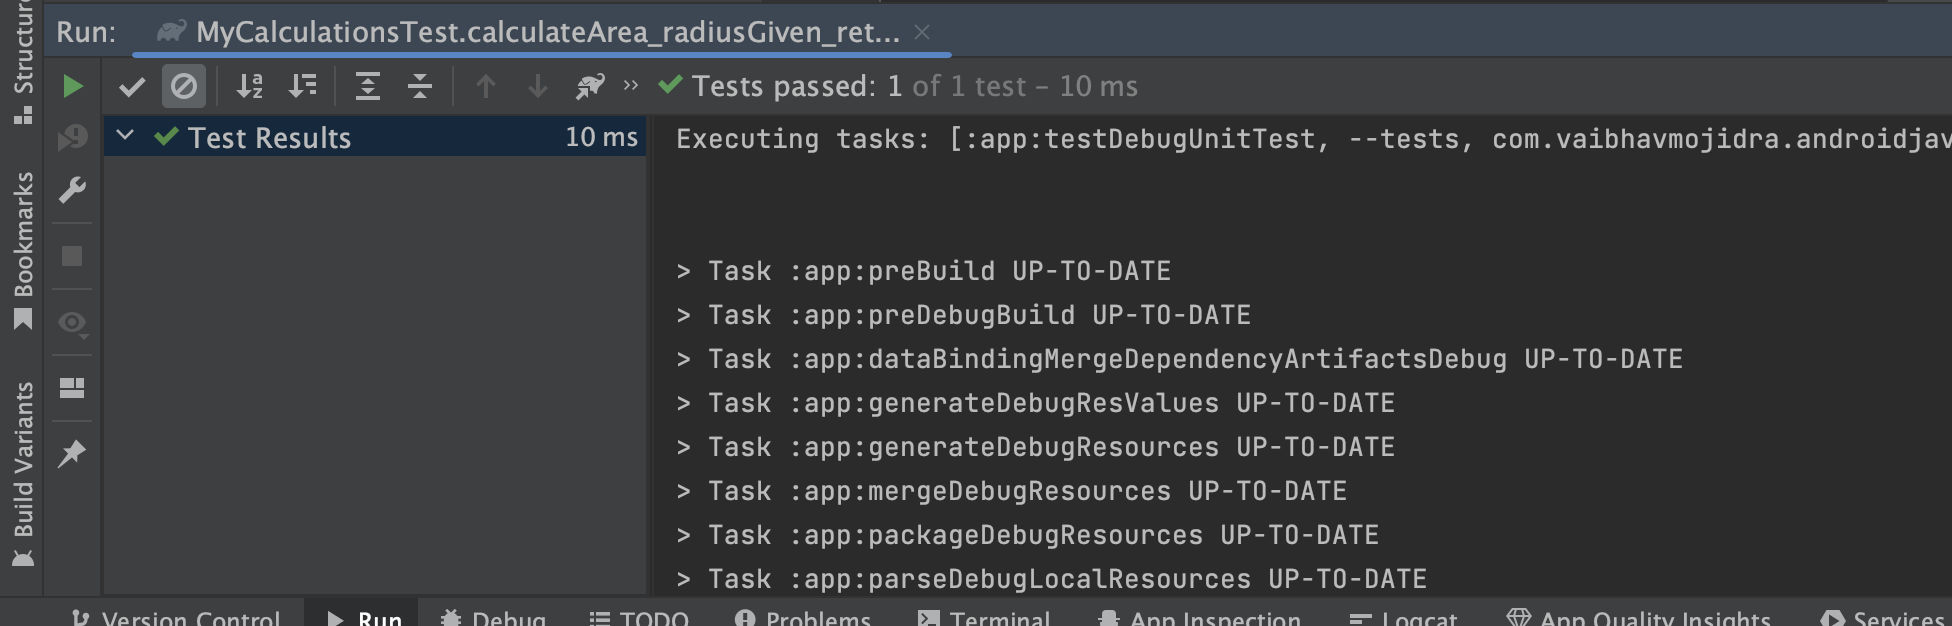 Run: MyCalculationsTest.calculateArea_radiusGiven_ret...
Structure
Bookmarks
Build Variants
» Tests passed: 1 of 1 test – 10 ms
Test Results 10 ms
Executing tasks: [:app:testDebugUnitTest, --tests, com.vaibhavmojidra.androidjav
> Task :app:preBuild UP-TO-DATE
> Task :app:preDebugBuild UP-TO-DATE
> Task :app:dataBindingMergeDependencyArtifactsDebug UP-TO-DATE
> Task :app:generateDebugResValues UP-TO-DATE
> Task :app:generateDebugResources UP-TO-DATE
> Task :app:mergeDebugResources UP-TO-DATE
> Task :app:packageDebugResources UP-TO-DATE
> Task :app:parseDebugLocalResources UP-TO-DATE
Version Control Run Debug TODO Problems Terminal App Inspection Logcat App Quality Insights Services